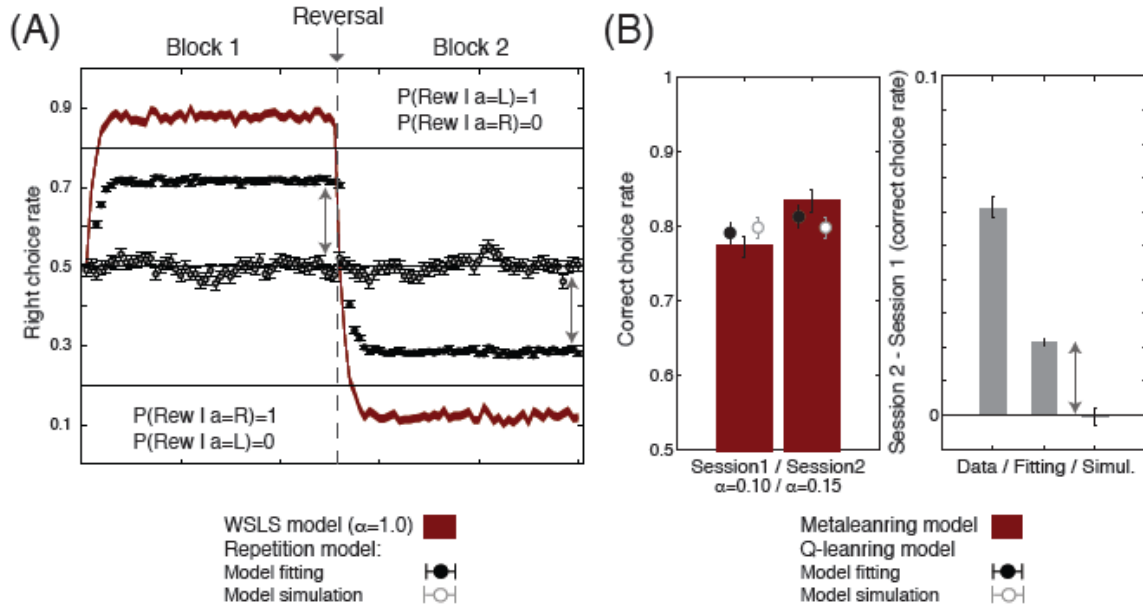 (A)
Reversal
Block 1
Block 2
P(Rew I a=L)=1
P(Rew I a=R)=0
Right choice rate
0.9
0.7
0.5
0.3
0.1
P(Rew I a=R)=1
P(Rew I a=L)=0
WSLS model (α=1.0)
Repetition model:
Model fitting
Model simulation
(B)
Correct choice rate
1
0.9
0.8
0.7
0.8
0.5
Session1 / Session2
α=0.10 / α=0.15
Session 2 - Session 1 (correct choice rate)
0.1
0
Data / Fitting / Simul.
Metaleanring model
Q-leanring model
Model fitting
Model simulation